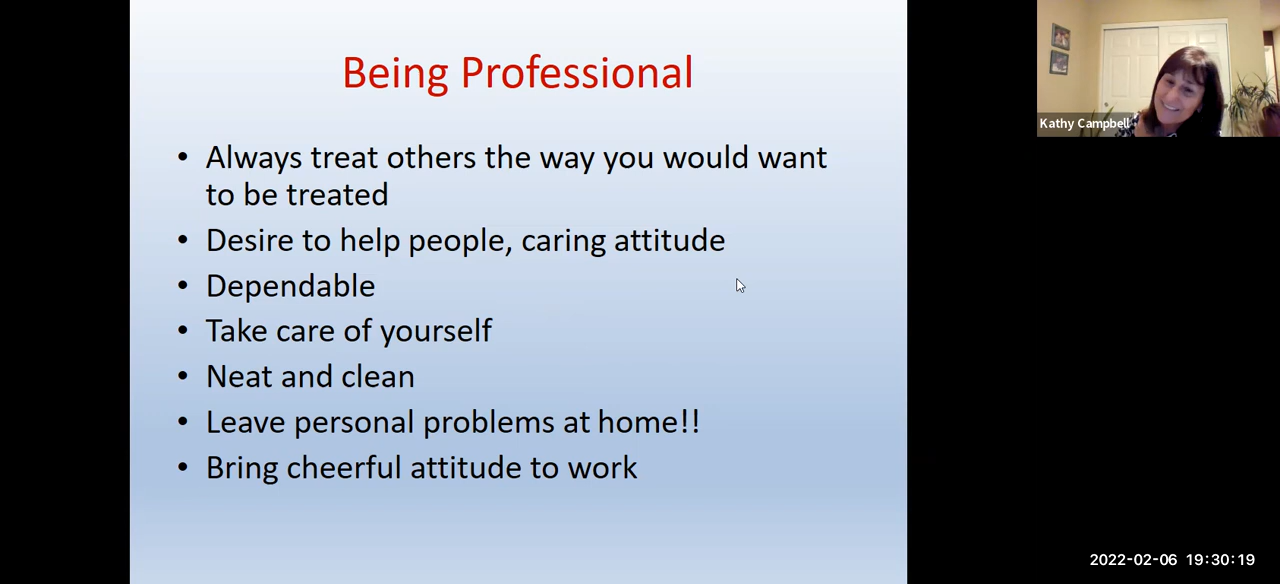 Being Professional
• Always treat others the way you would want
to be treated
• Desire to help people, caring attitude
• Dependable
• Take care of yourself
• Neat and clean
• Leave personal problems at home!!
• Bring cheerful attitude to work
Kathy Campbell
2022-02-06 19:30:19